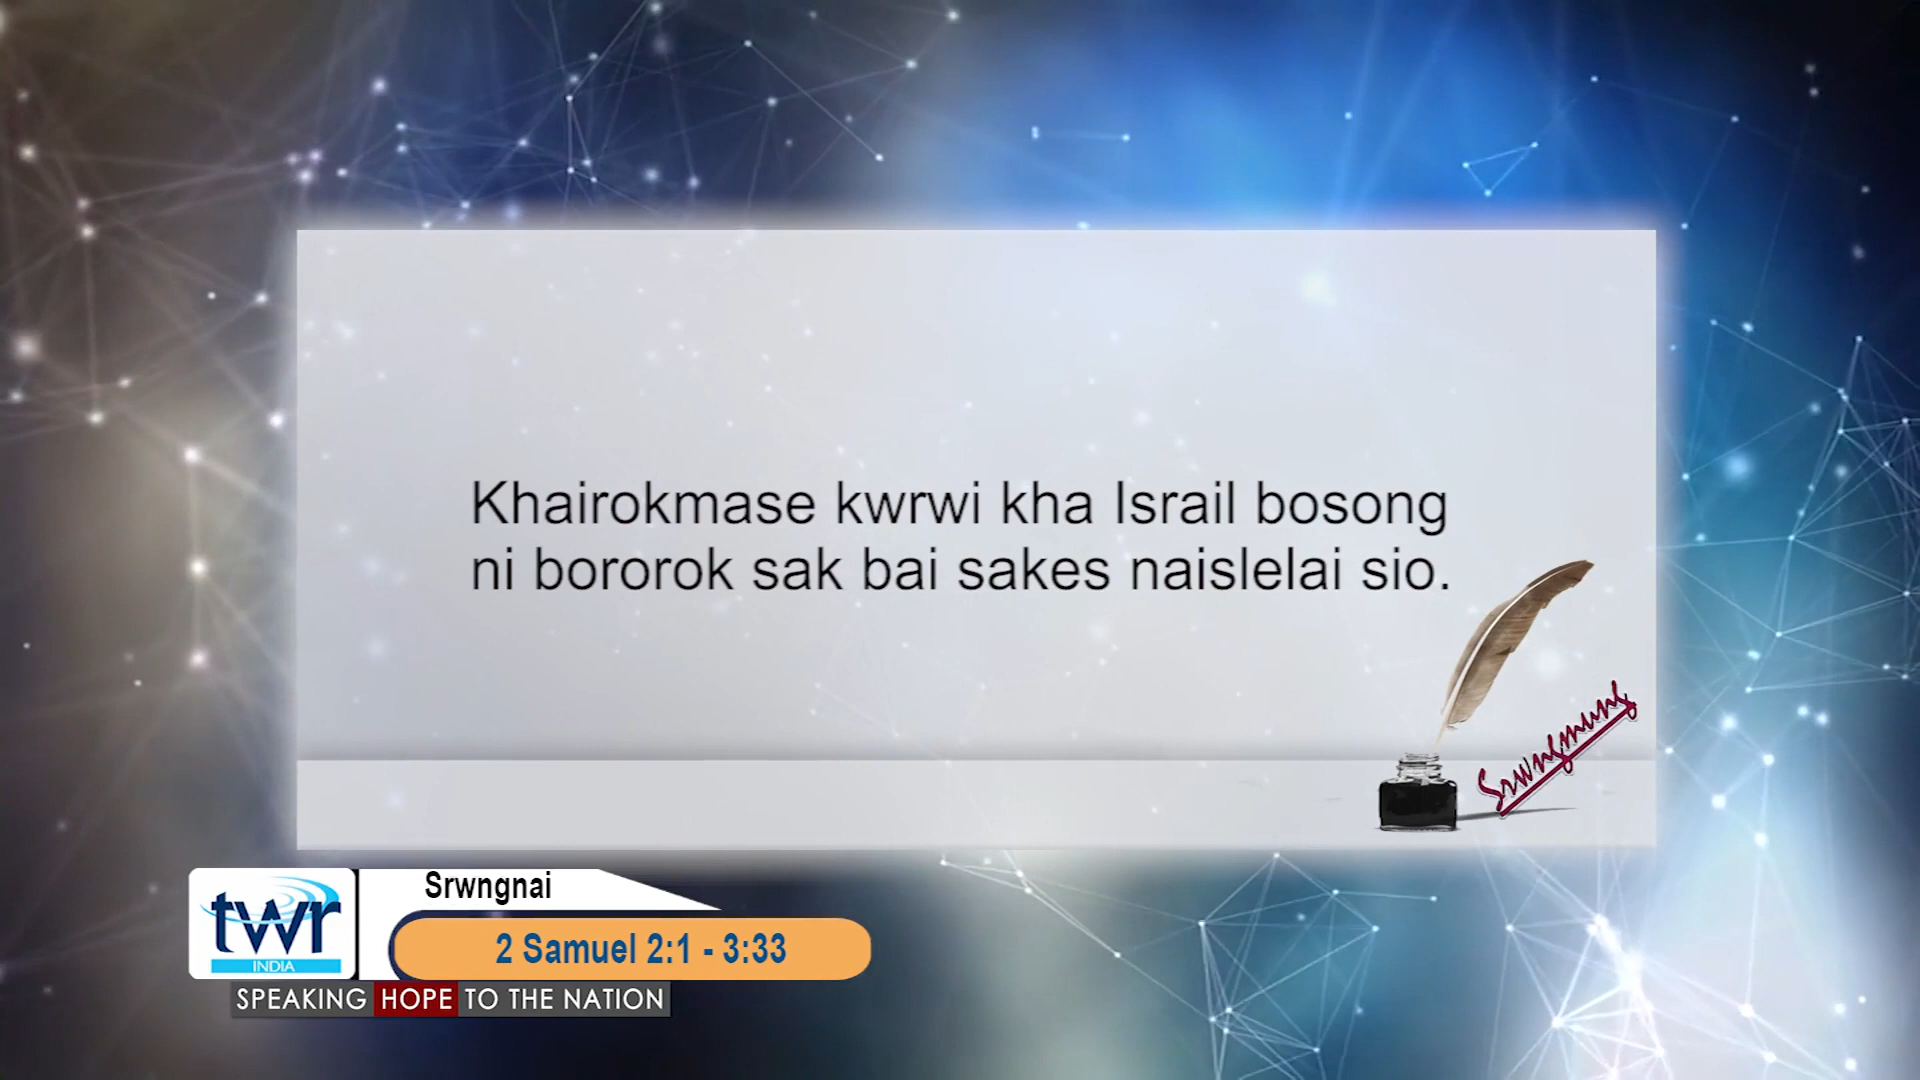 Khairokmase kwrwi kha Israil bosong
ni bororok sak bai sakes naislelai sio.
Srwngmung
twr
INDIA
Srwngnai
2 Samuel 2:1 - 3:33
SPEAKING HOPE TO THE NATION